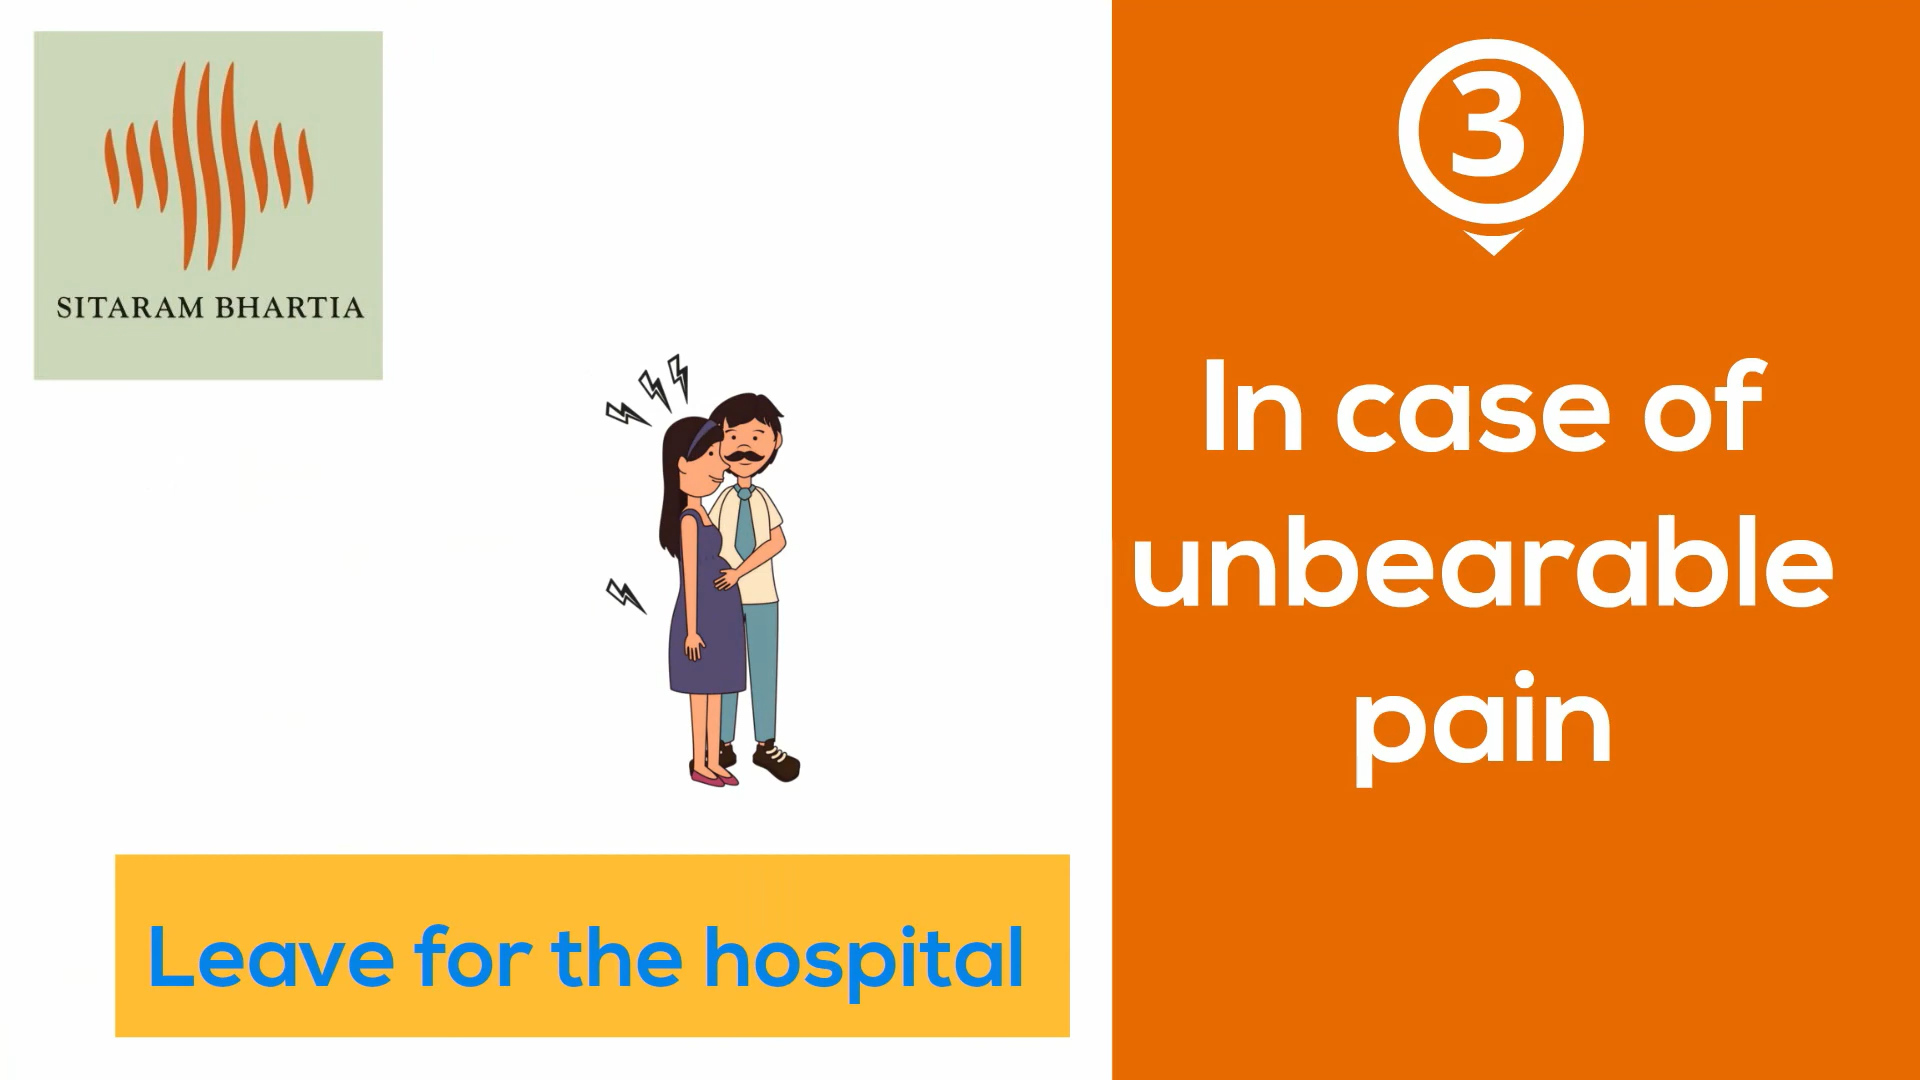 SITARAM BHARTIA
3
In case of
unbearable
pain
Leave for the hospital